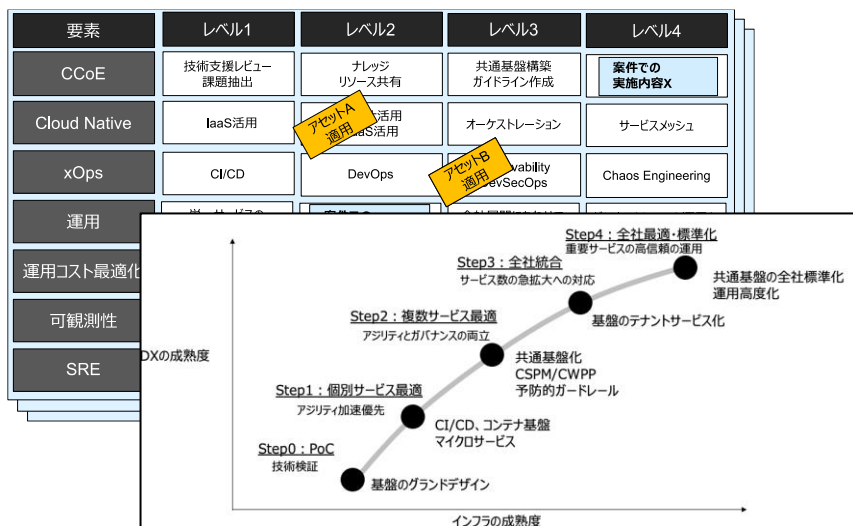 要素
レベル1
レベル2
レベル3
レベル4
CCoE
技術支援レビュー
課題抽出
ナレッジ
リソース共有
共通基盤構築
ガイドライン作成
案件での
実施内容X
Cloud Native
IaaS活用
アセットA
適用
活用
活用
オーケストレーション
サービスメッシュ
xOps
CI/CD
DevOps
アセットB
適用
vability
DevSecOps
Chaos Engineering
運用
運用コスト最適化
可観測性
SRE
DXの成熟度
インフラの成熟度
Step4：全社最適・標準化
重要サービスの高信頼の運用
共通基盤の全社標準化
運用高度化
Step3：全社統合
サービス数の急拡大への対応
基盤のテナントサービス化
Step2：複数サービス最適
アジリティとガバナンスの両立
共通基盤化
CSPM/CWPP
予防的ガードレール
Step1：個別サービス最適
アジリティ加速優先
CI/CD、コンテナ基盤
マイクロサービス
Step0：PoC
技術検証
基盤のグランドデザイン